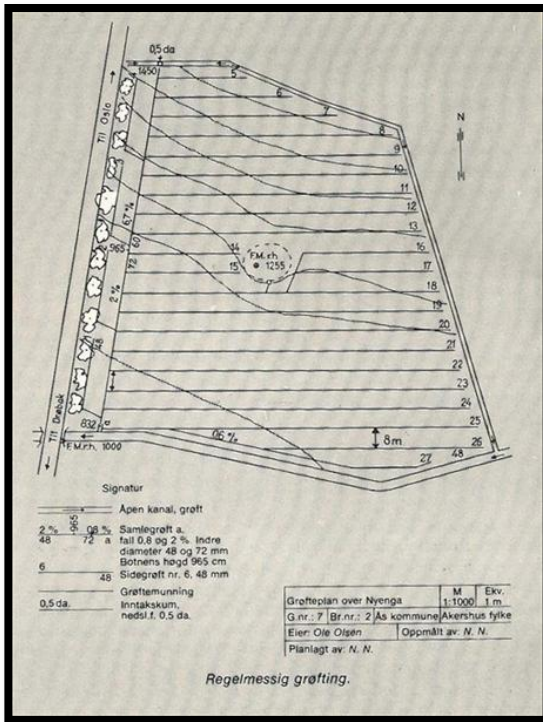 0,5 da
1450
5
6
7
8
9
10
11
12
13
14
15
16
17
18
19
20
21
22
23
24
25
26
27
48
N
Til Oslo
6,7 %
965
60
72
2 %
48
F.M. rh
1255
832
a
0,6 %
8m
Til Drøbak
F.M. rh. 1000
Signatur
Åpen kanal, grøft
2 % 965 08 % Samlegrøft a.
48 72 a fall 0,8 og 2 %. Indre
diameter 48 og 72 mm
Botnens høgd 965 cm
6 48 Sidegrøft nr. 6, 48 mm
Grøftemunning
0,5 da. Inntakskum,
nedsl.f. 0,5 da.
Grøfteplan over Nyenga M 1:1000 Ekv. 1 m
G.nr.: 7 Br.nr.: 2 Ås kommune Akershus fylke
Eier: Ole Olsen Oppmålt av: N. N.
Planlagt av: N. N.
Regelmessig grøfting.